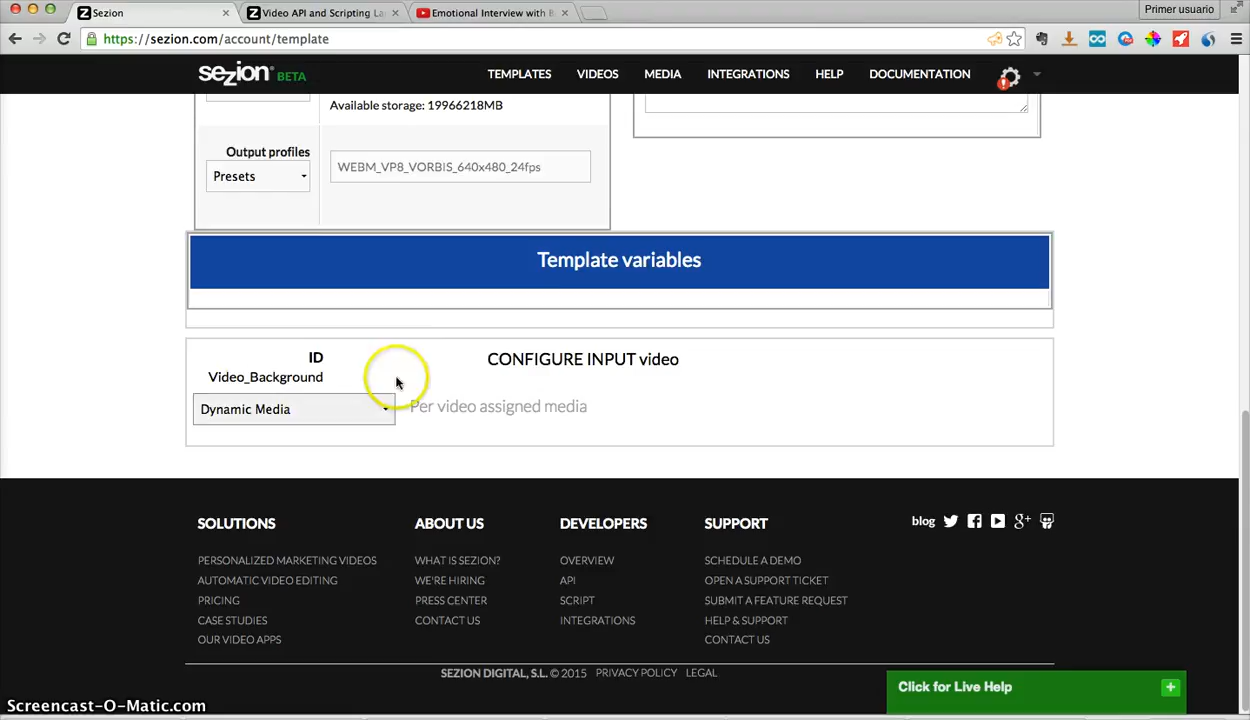 Sezion
Video API and Scripting La
Emotional Interview with B
Primer usuario
https://sezion.com/account/template
sezion BETA
TEMPLATES
VIDEOS
MEDIA
INTEGRATIONS
HELP
DOCUMENTATION
Available storage: 19966218MB
Output profiles
Presets
WEBM_VP8_VORBIS_640x480_24fps
Template variables
ID
CONFIGURE INPUT video
Video_Background
Dynamic Media
Per video assigned media
SOLUTIONS
PERSONALIZED MARKETING VIDEOS
AUTOMATIC VIDEO EDITING
PRICING
CASE STUDIES
OUR VIDEO APPS
ABOUT US
WHAT IS SEZION?
WE'RE HIRING
PRESS CENTER
CONTACT US
DEVELOPERS
OVERVIEW
API
SCRIPT
INTEGRATIONS
SUPPORT
SCHEDULE A DEMO
OPEN A SUPPORT TICKET
SUBMIT A FEATURE REQUEST
HELP & SUPPORT
CONTACT US
blog
SEZION DIGITAL, S.L. © 2015 PRIVACY POLICY LEGAL
Click for Live Help
Screencast-O-Matic.com